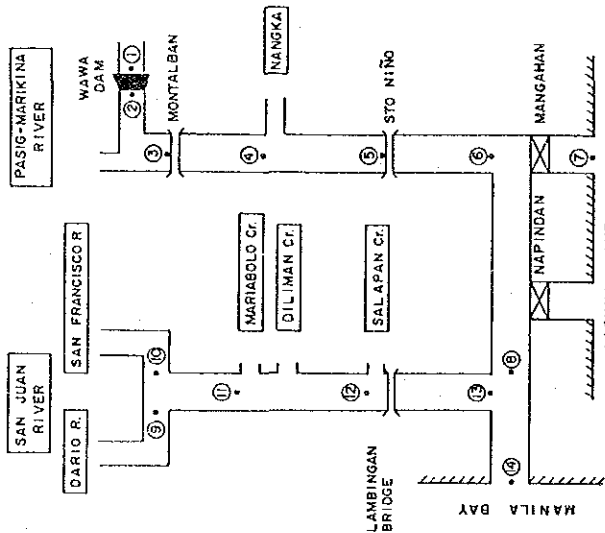 SAN JUAN
RIVER
PASIG-MARIKINA
RIVER
DARIO R.
SAN FRANCISCO R.
WAWA
DAM
①
②
MONTALBAN
③
⑨
⑩
MARIABOLO Cr.
④
NANGKA
⑪
DILIMAN Cr.
SALAPAN Cr.
⑫
⑤
STO NIÑO
LAMBINGAN
BRIDGE
⑬
⑧
⑥
MANGAHAN
⑭
NAPINDAN
⑦
MANILA BAY